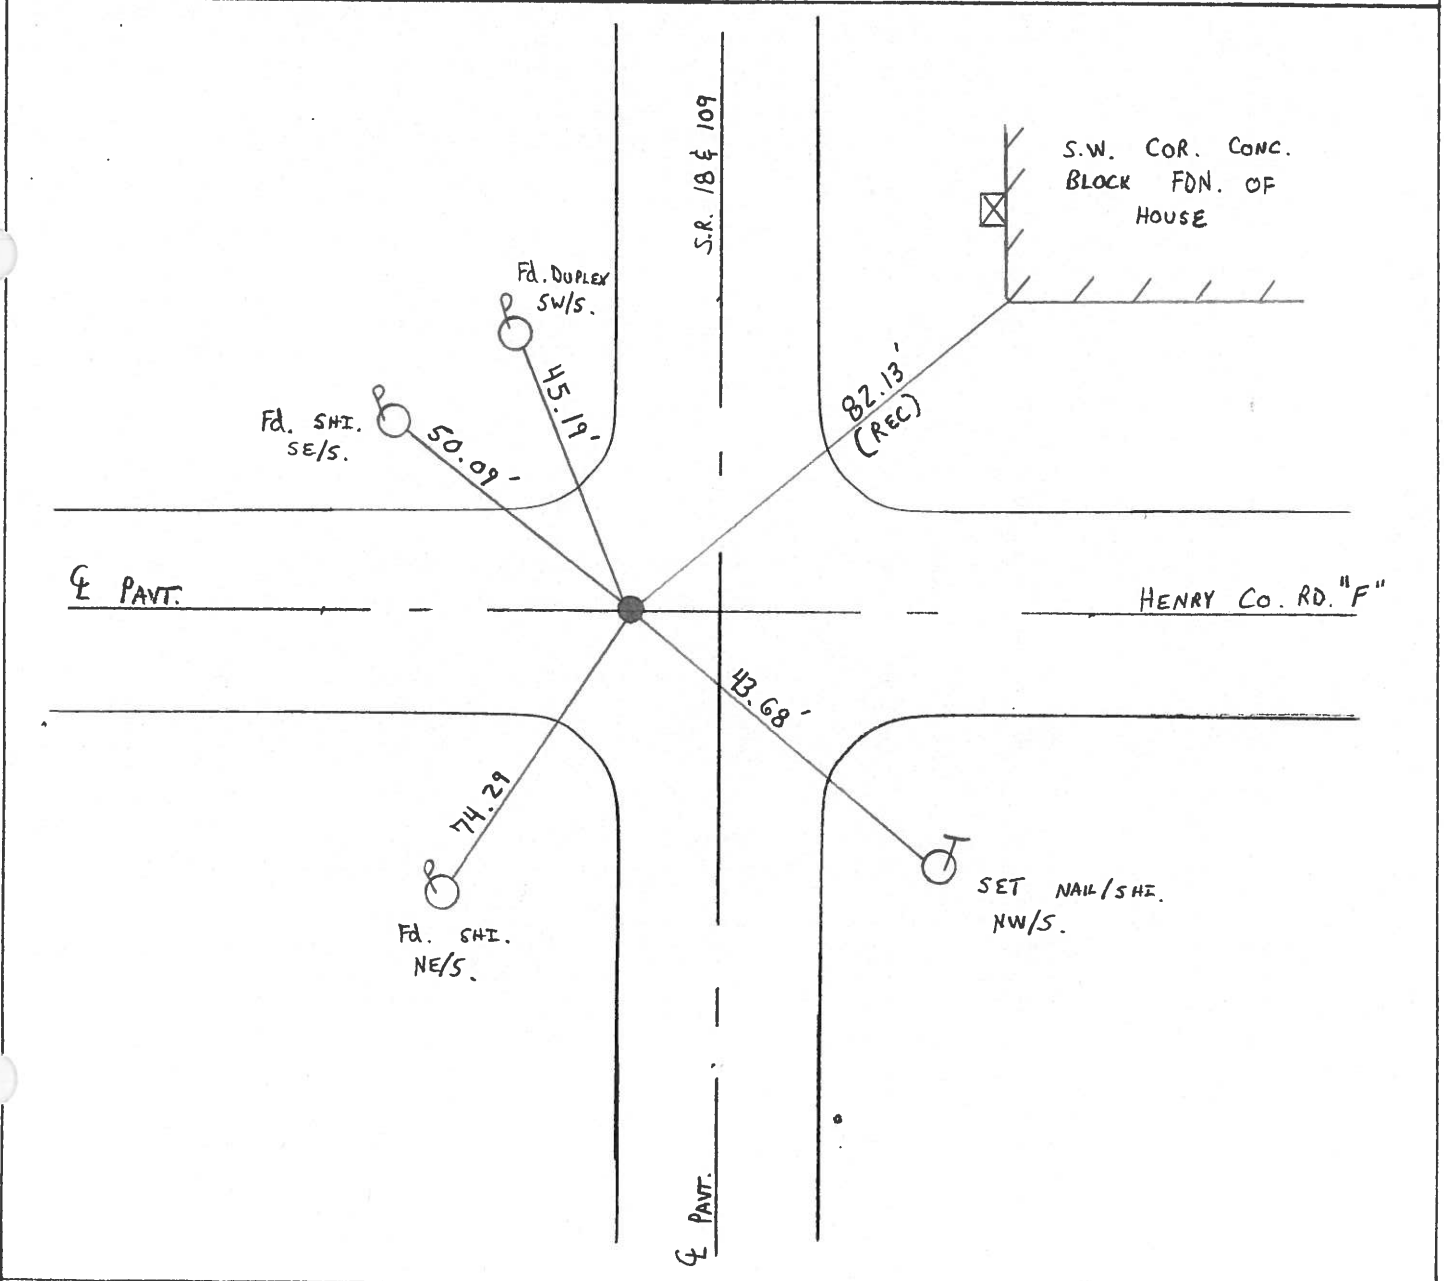 S.R. 18 & 109
S.W. COR. CONC.
BLOCK FDN. OF
HOUSE
Fd. DUPLEX
SW/S.
45.19'
Fd. SHI.
SE/S.
50.09'
82.13'
(REC)
℄ PAVT.
HENRY CO. RD. "F"
43.68'
74.29
SET NAIL/SHI.
NW/S.
Fd. SHI.
NE/S.
℄ PAVT.